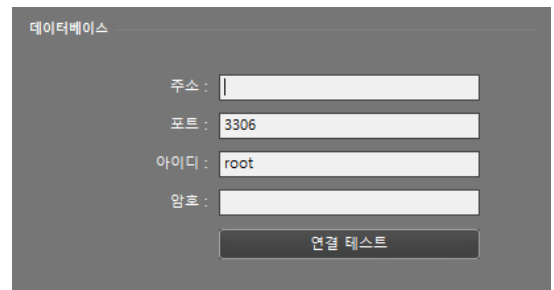 데이터베이스
주소 :
포트 : 3306
아이디 : root
암호 :
연결 테스트